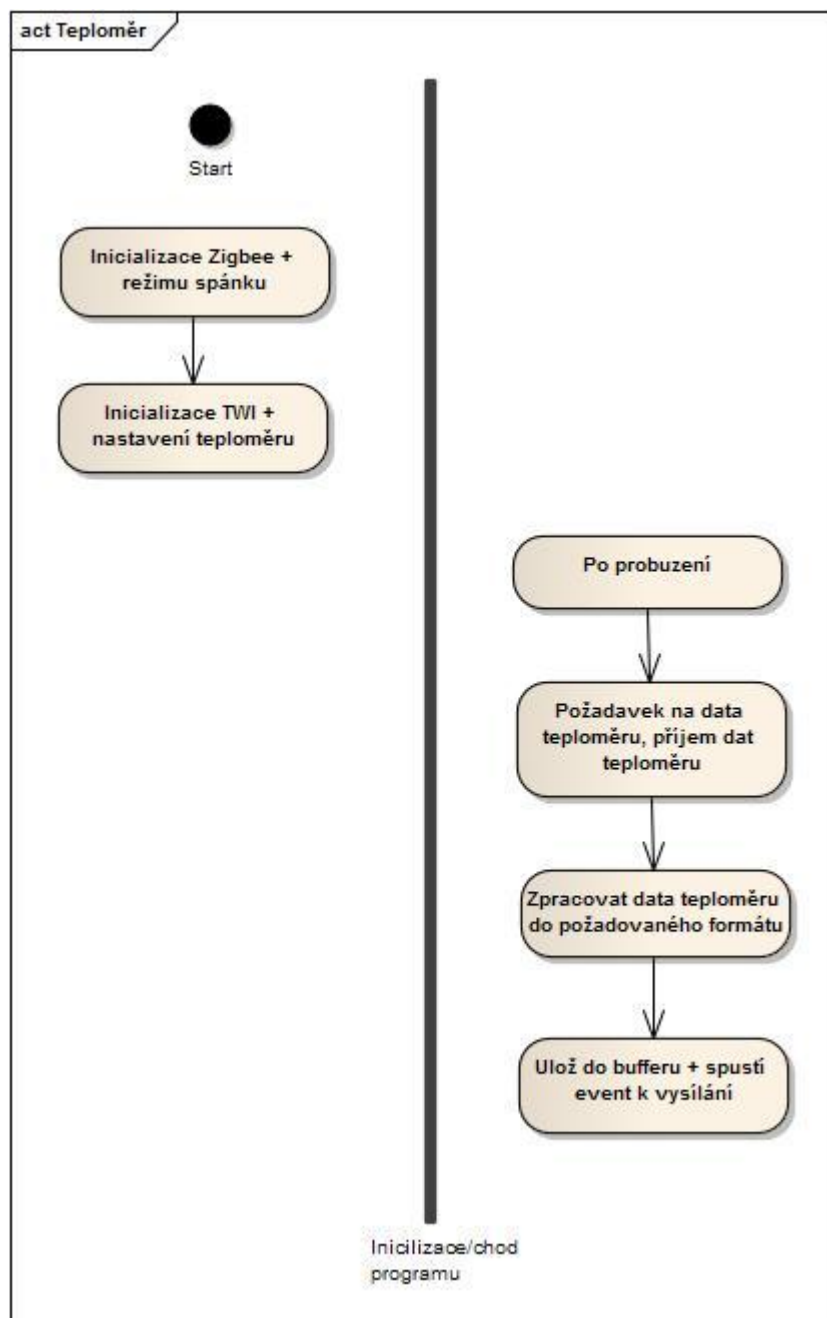 act Teploměr
Start
Inicializace Zigbee +
režimu spánku
Inicializace TWI +
nastavení teploměru
Po probuzení
Požadavek na data
teploměru, příjem dat
teploměru
Zpracovat data teploměru
do požadovaného formátu
Ulož do bufferu + spustí
event k vysílání
Inicilizace/chod
programu